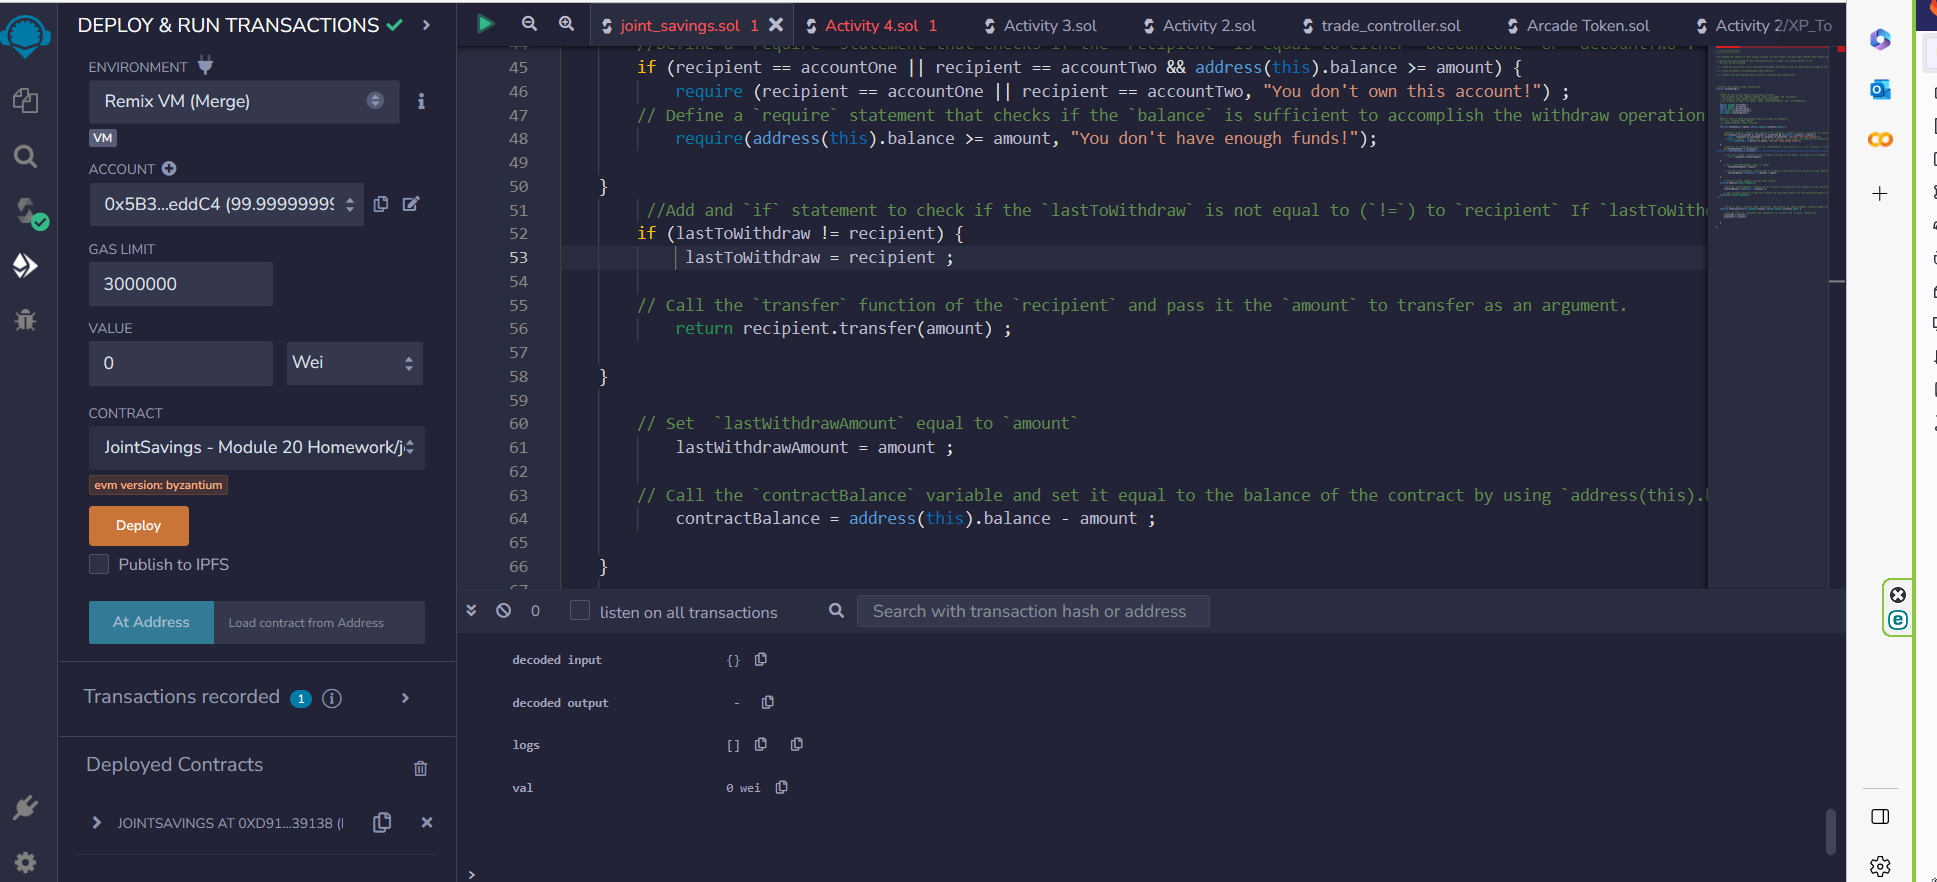 DEPLOY & RUN TRANSACTIONS
ENVIRONMENT
Remix VM (Merge)
VM
ACCOUNT
0x5B3...eddC4 (99.99999999
GAS LIMIT
3000000
VALUE
0
Wei
CONTRACT
JointSavings - Module 20 Homework/j
evm version: byzantium
Deploy
Publish to IPFS
At Address
Load contract from Address
Transactions recorded 1
Deployed Contracts
JOINTSAVINGS AT 0XD91...39138 (
joint_savings.sol 1
Activity 4.sol 1
Activity 3.sol
Activity 2.sol
trade_controller.sol
Arcade Token.sol
Activity 2/XP_To
44 //Define a `require` statement that checks if the `recipient` is equal to either `accountOne` or `accountTwo`.
45 if (recipient == accountOne || recipient == accountTwo && address(this).balance >= amount) {
46 require (recipient == accountOne || recipient == accountTwo, "You don't own this account!") ;
47 // Define a `require` statement that checks if the `balance` is sufficient to accomplish the withdraw operation
48 require(address(this).balance >= amount, "You don't have enough funds!");
49
50 }
51 //Add and `if` statement to check if the `lastToWithdraw` is not equal to (`!=`) to `recipient` If `lastToWith
52 if (lastToWithdraw != recipient) {
53 lastToWithdraw = recipient ;
54
55 // Call the `transfer` function of the `recipient` and pass it the `amount` to transfer as an argument.
56 return recipient.transfer(amount) ;
57
58 }
59
60 // Set  `lastWithdrawAmount` equal to `amount`
61 lastWithdrawAmount = amount ;
62
63 // Call the `contractBalance` variable and set it equal to the balance of the contract by using `address(this).
64 contractBalance = address(this).balance - amount ;
65
66 }
67
0
listen on all transactions
Search with transaction hash or address
decoded input {}
decoded output -
logs []
val 0 wei
>